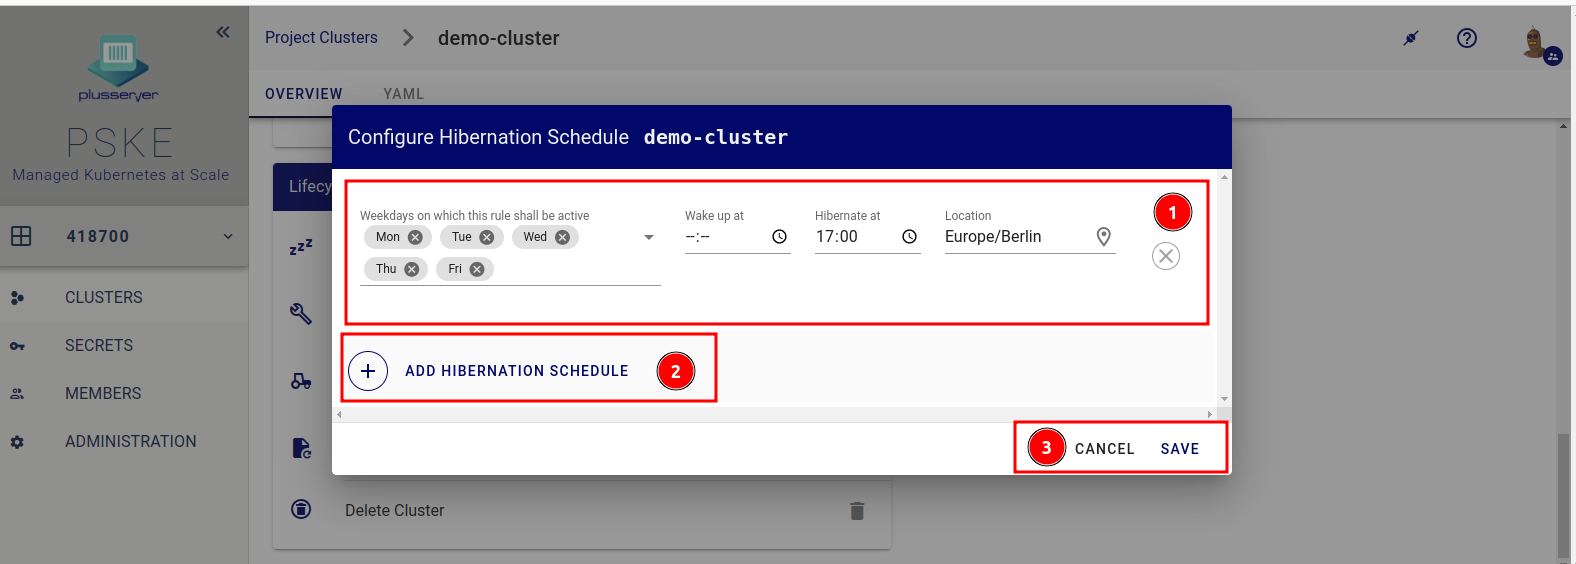 plusserver
PSKE
Managed Kubernetes at Scale
418700
CLUSTERS
SECRETS
MEMBERS
ADMINISTRATION
Project Clusters
demo-cluster
OVERVIEW
YAML
Lifecy
Configure Hibernation Schedule demo-cluster
Weekdays on which this rule shall be active
Mon Tue Wed
Thu Fri
Wake up at
--:--
Hibernate at
17:00
Location
Europe/Berlin
1
ADD HIBERNATION SCHEDULE
2
3
CANCEL
SAVE
zzz
Delete Cluster